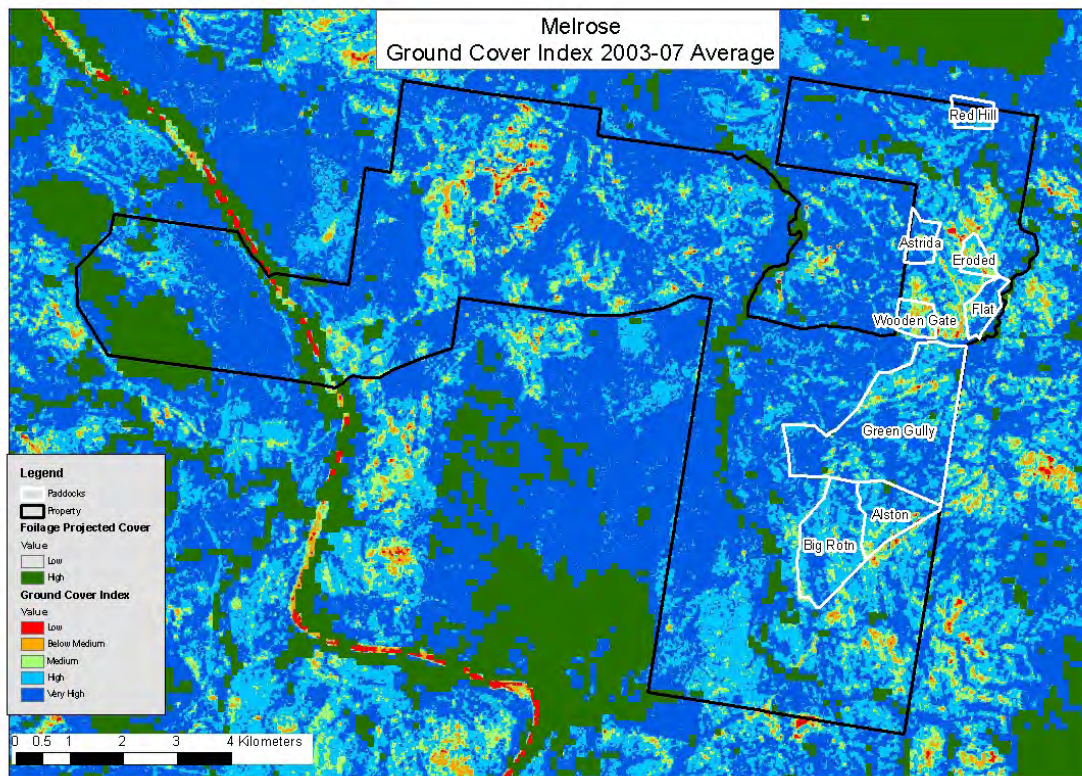 Melrose
Ground Cover Index 2003-07 Average
Red Hill
Astrida
Eroded
Flat
Wooden Gate
Green Gully
Alston
Big Rotn
Legend
Paddocks
Property
Foilage Projected Cover
Value
Low
High
Ground Cover Index
Value
Low
Below Medium
Medium
High
Very High
0 0.5 1 2 3 4 Kilometers